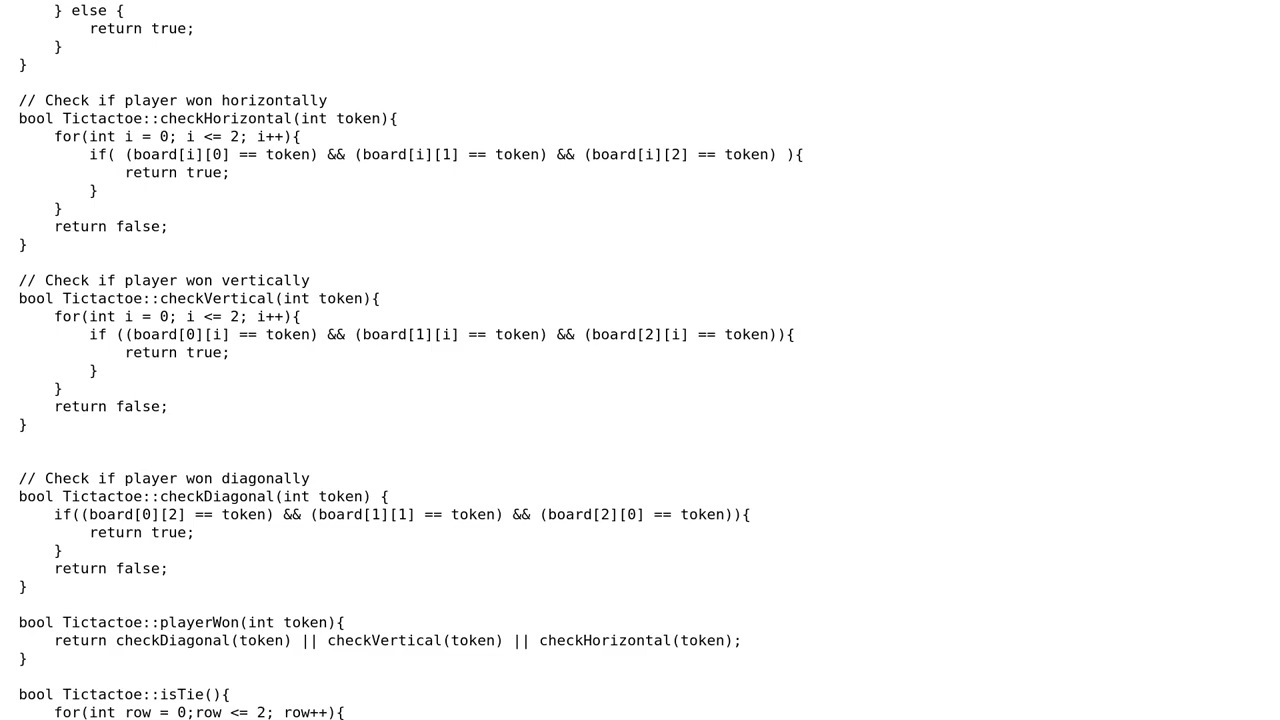 } else {
        return true;
    }
}

// Check if player won horizontally
bool Tictactoe::checkHorizontal(int token){
    for(int i = 0; i <= 2; i++){
        if( (board[i][0] == token) && (board[i][1] == token) && (board[i][2] == token) ){
            return true;
        }
    }
    return false;
}

// Check if player won vertically
bool Tictactoe::checkVertical(int token){
    for(int i = 0; i <= 2; i++){
        if ((board[0][i] == token) && (board[1][i] == token) && (board[2][i] == token)){
            return true;
        }
    }
    return false;
}


// Check if player won diagonally
bool Tictactoe::checkDiagonal(int token) {
    if((board[0][2] == token) && (board[1][1] == token) && (board[2][0] == token)){
        return true;
    }
    return false;
}

bool Tictactoe::playerWon(int token){
    return checkDiagonal(token) || checkVertical(token) || checkHorizontal(token);
}

bool Tictactoe::isTie(){
    for(int row = 0;row <= 2; row++){